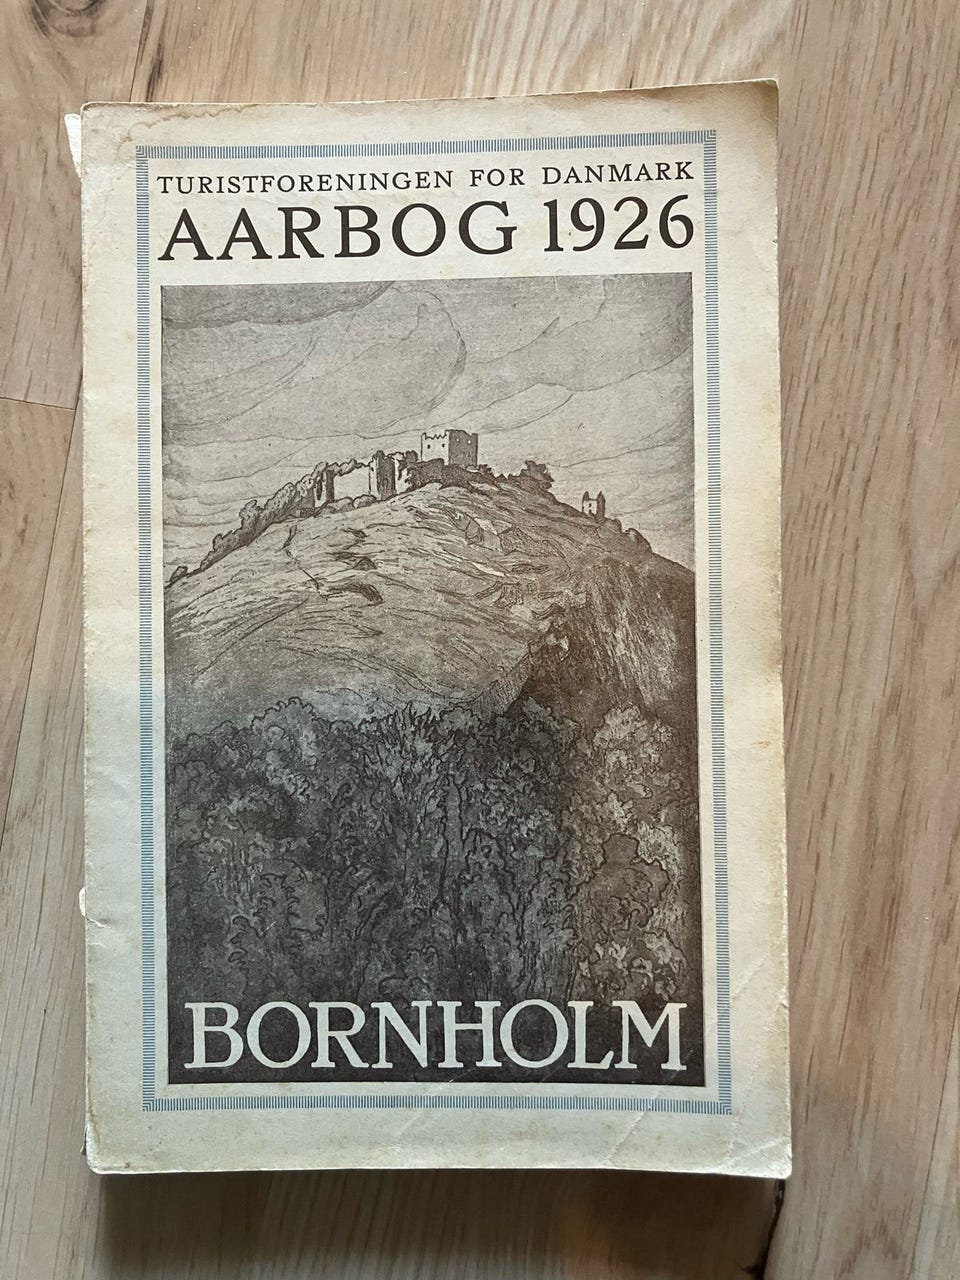 TURISTFORENINGEN FOR DANMARK
AARBOG 1926
BORNHOLM